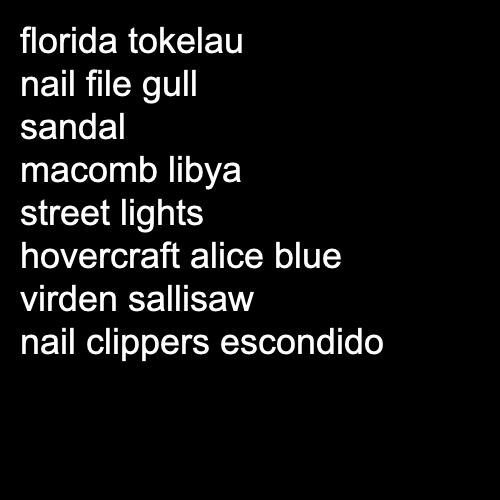 florida tokelau
nail file gull
sandal
macomb libya
street lights
hovercraft alice blue
virden sallisaw
nail clippers escondido